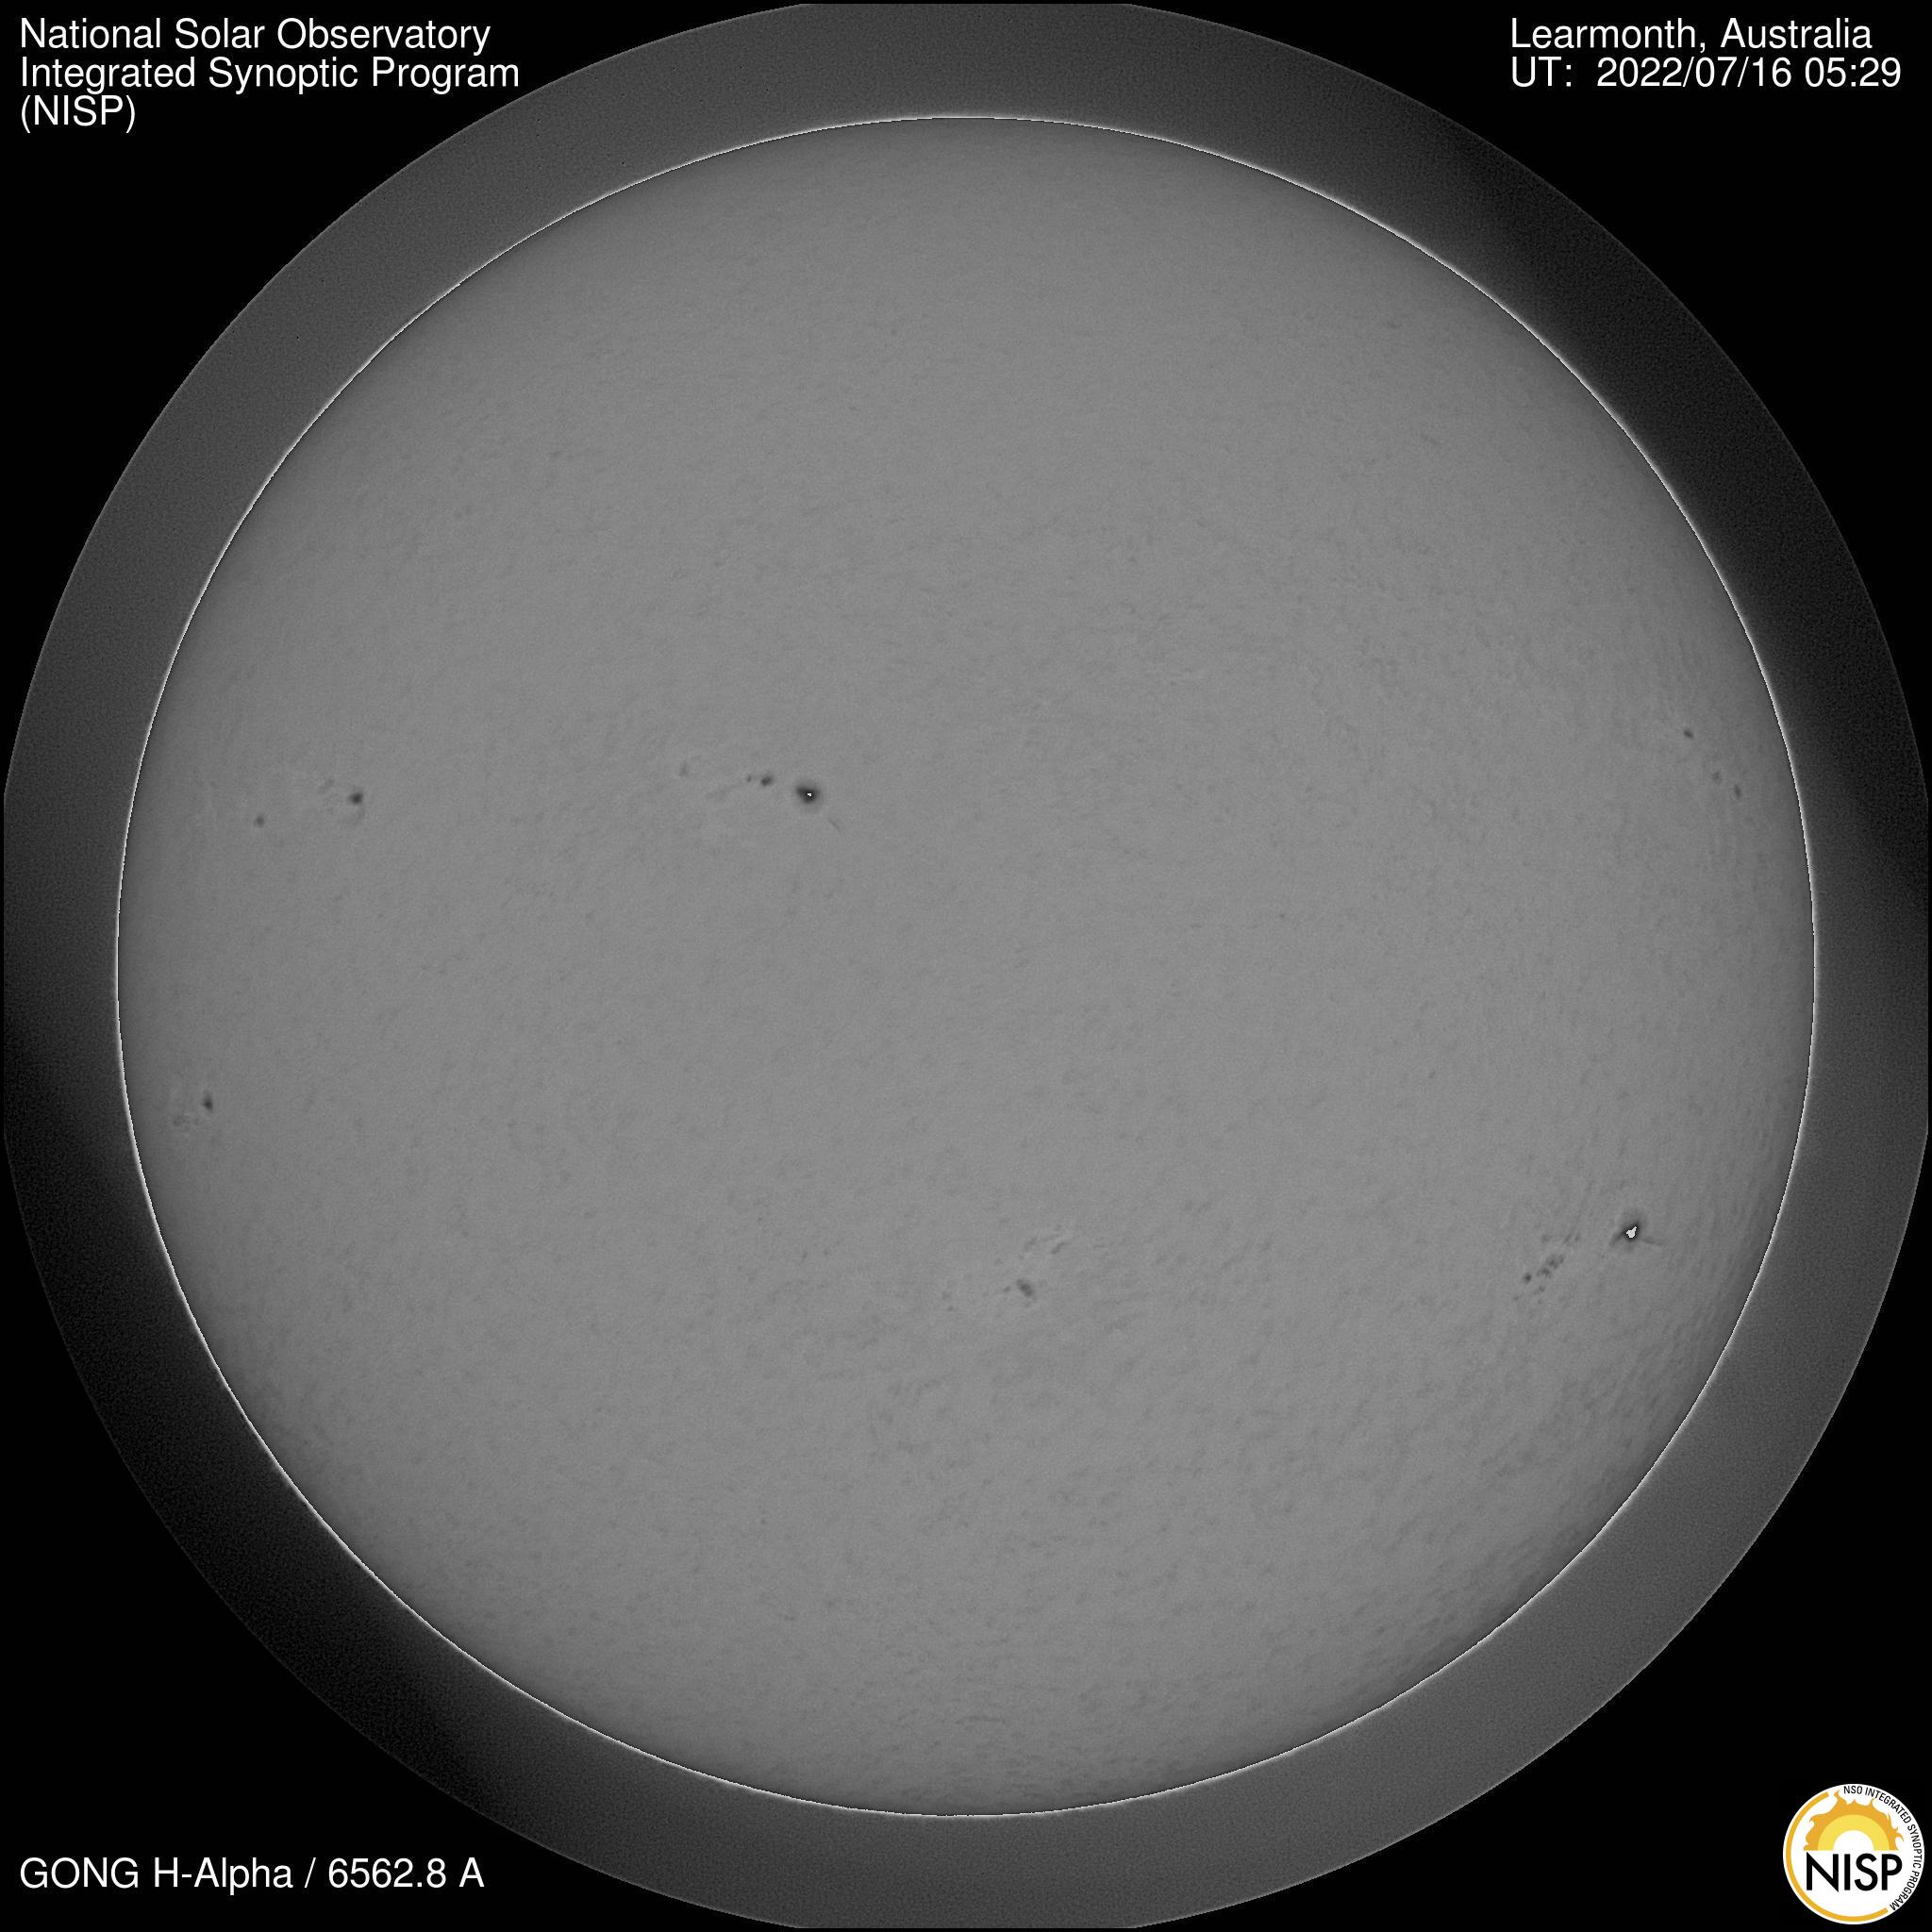 National Solar Observatory
Integrated Synoptic Program
(NISP)
Learmonth, Australia
UT: 2022/07/16 05:29
GONG H-Alpha / 6562.8 A
NSO INTEGRATED SYNOPTIC PROGRAM
NISP